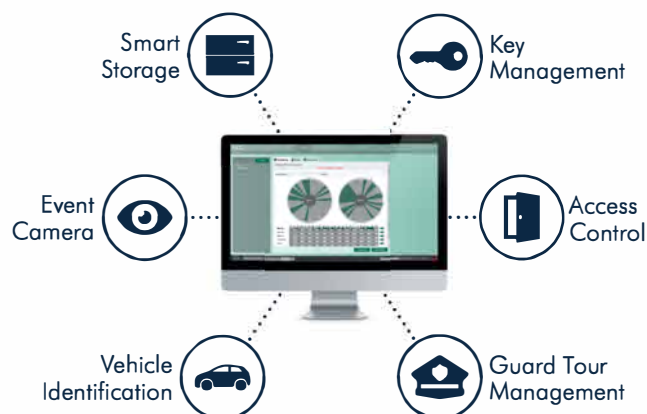 Smart
Storage
Key
Management
Event
Camera
Access
Control
Vehicle
Identification
Guard Tour
Management